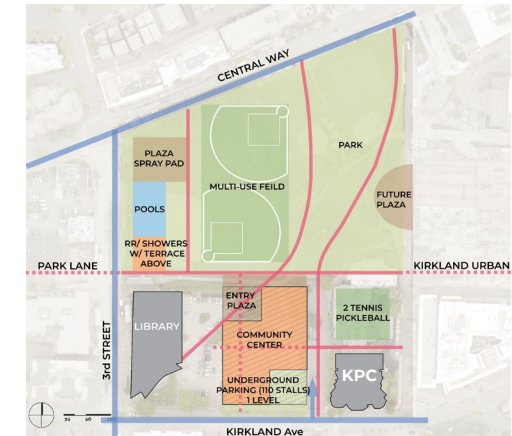 CENTRAL WAY
PLAZA
SPRAY PAD
PARK
MULTI-USE FEILD
POOLS
FUTURE
PLAZA
RR/ SHOWERS
W/ TERRACE
ABOVE
PARK LANE
KIRKLAND URBAN
ENTRY
PLAZA
LIBRARY
2 TENNIS
PICKLEBALL
COMMUNITY
CENTER
3rd STREET
KPC
UNDERGROUND
PARKING (110 STALLS)
1 LEVEL
KIRKLAND Ave